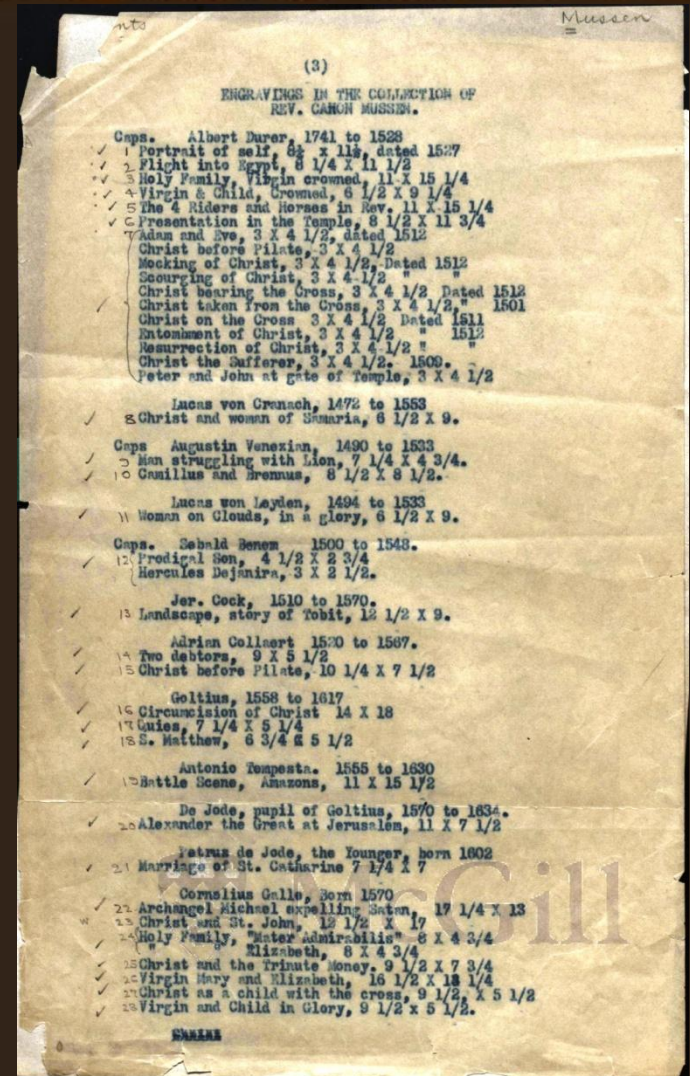 nts
Mussen
(3)
ENGRAVINGS IN THE COLLECTION OF
REV. CANON MUSSEN.
Caps. Albert Durer, 1741 to 1528
1 Portrait of self, 8½ x 11½, dated 1527
2 Flight into Egypt, 8 1/4 X 11 1/2
3 Holy Family, Virgin crowned, 11 X 15 1/4
4 Virgin & Child, Crowned, 6 1/2 X 9 1/4
5 The 4 Riders and Horses in Rev. 11 X 15 1/4
6 Presentation in the Temple, 8 1/2 X 11 3/4
7 Adam and Eve, 3 X 4 1/2, dated 1512
Christ before Pilate, 3 X 4 1/2
Mocking of Christ, 3 X 4 1/2, Dated 1512
Scourging of Christ, 3 X 4 1/2 " "
Christ bearing the Cross, 3 X 4 1/2 Dated 1512
Christ taken from the Cross, 3 X 4 1/2, " 1501
Christ on the Cross 3 X 4 1/2 Dated 1511
Entombment of Christ, 3 X 4 1/2 " 1512
Resurrection of Christ, 3 X 4 1/2 " "
Christ the Sufferer, 3 X 4 1/2. 1509.
Peter and John at gate of Temple, 3 X 4 1/2
Lucas von Cranach, 1472 to 1553
8 Christ and woman of Samaria, 6 1/2 X 9.
Caps Augustin Venexian, 1490 to 1533
9 Man struggling with Lion, 7 1/4 X 4 3/4.
10 Camillus and Brennus, 8 1/2 X 8 1/2.
Lucas von Leyden, 1494 to 1533
11 Woman on Clouds, in a glory, 6 1/2 X 9.
Caps. Sebald Benem 1500 to 1548.
12 Prodigal Son, 4 1/2 X 2 3/4
Hercules Dejanira, 3 X 2 1/2.
Jer. Cock, 1510 to 1570.
13 Landscape, story of Tobit, 12 1/2 X 9.
Adrian Collaert 1520 to 1567.
14 Two debtors, 9 X 5 1/2
15 Christ before Pilate, 10 1/4 X 7 1/2
Goltius, 1558 to 1617
16 Circumcision of Christ 14 X 18
17 Quies, 7 1/4 X 5 1/4
18 S. Matthew, 6 3/4 X 5 1/2
Antonio Tempesta. 1555 to 1630
19 Battle Scene, Amazons, 11 X 15 1/2
De Jode, pupil of Goltius, 1570 to 1634.
20 Alexander the Great at Jerusalem, 11 X 7 1/2
Petrus de Jode, the Younger, born 1602
21 Marriage of St. Catharine 7 1/4 X 7
Cornelius Galle, Born 1570
22 Archangel Michael expelling Satan, 17 1/4 X 13
23 Christ and St. John, 12 1/2 X 17
24 Holy Family, "Mater Admirabilis" 8 X 4 3/4
" " Elizabeth, 8 X 4 3/4
25 Christ and the Trinute Money. 9 1/2 X 7 3/4
26 Virgin Mary and Elizabeth, 16 1/2 X 13 1/4
27 Christ as a child with the cross, 9 1/2, X 5 1/2
28 Virgin and Child in Glory, 9 1/2 x 5 1/2.
McGill